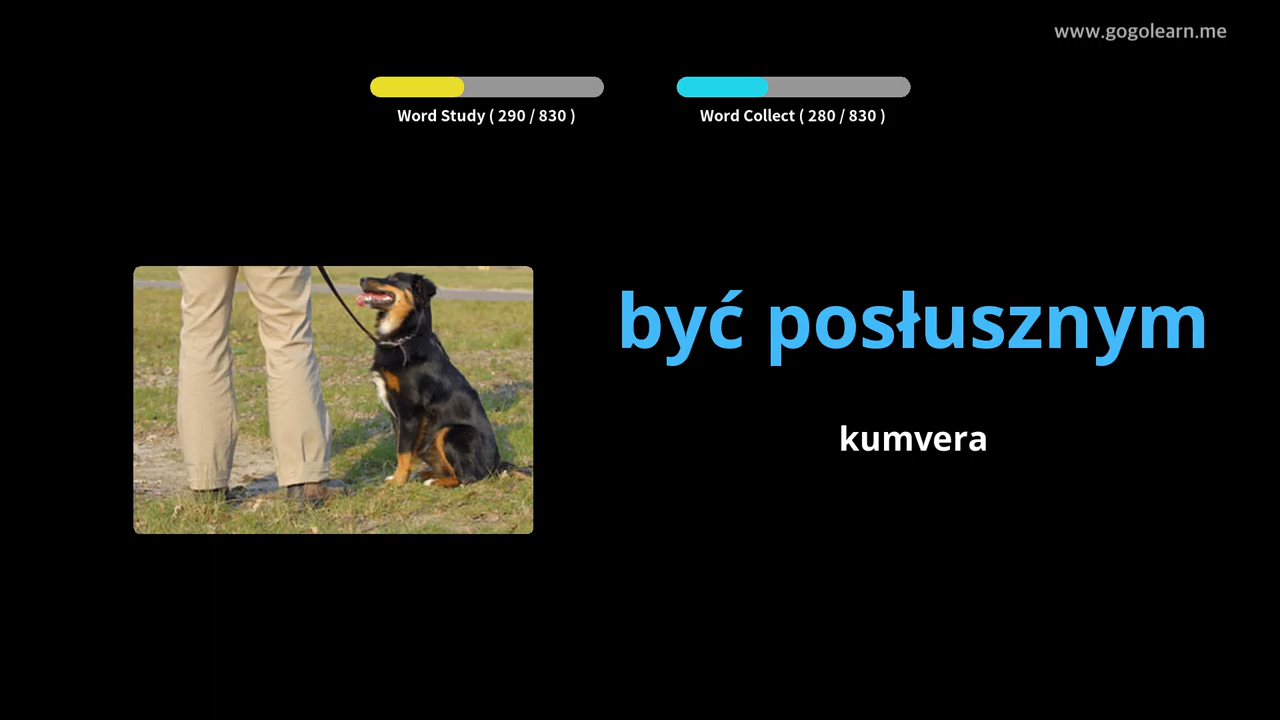 www.gogolearn.me
Word Study ( 290 / 830 )
Word Collect ( 280 / 830 )
być posłusznym
kumvera